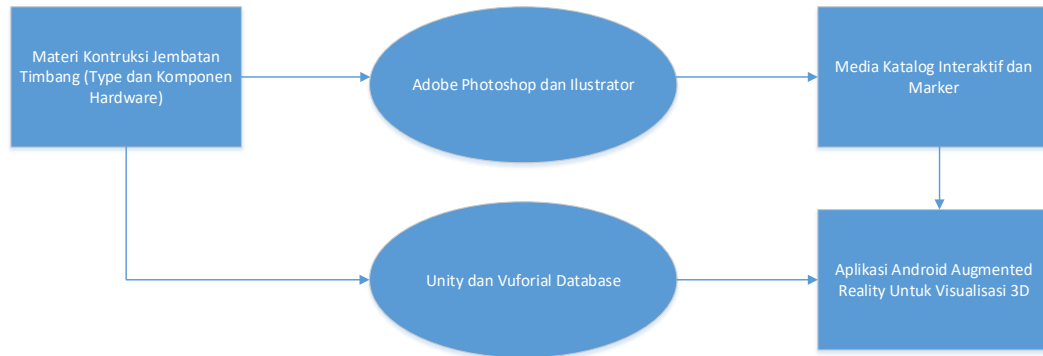 Materi Kontruksi Jembatan
Timbang (Type dan Komponen
Hardware)
Adobe Photoshop dan Ilustrator
Media Katalog Interaktif dan
Marker
Unity dan Vuforial Database
Aplikasi Android Augmented
Reality Untuk Visualisasi 3D